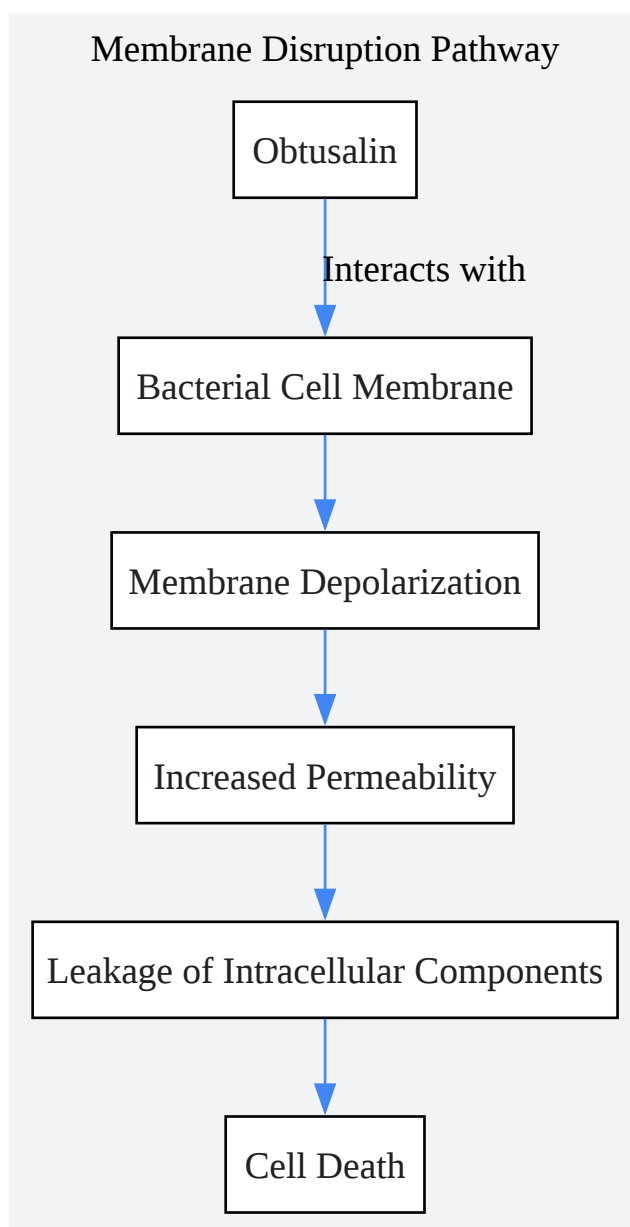 Membrane Disruption Pathway
Obtusalin
Interacts with
Bacterial Cell Membrane
Membrane Depolarization
Increased Permeability
Leakage of Intracellular Components
Cell Death